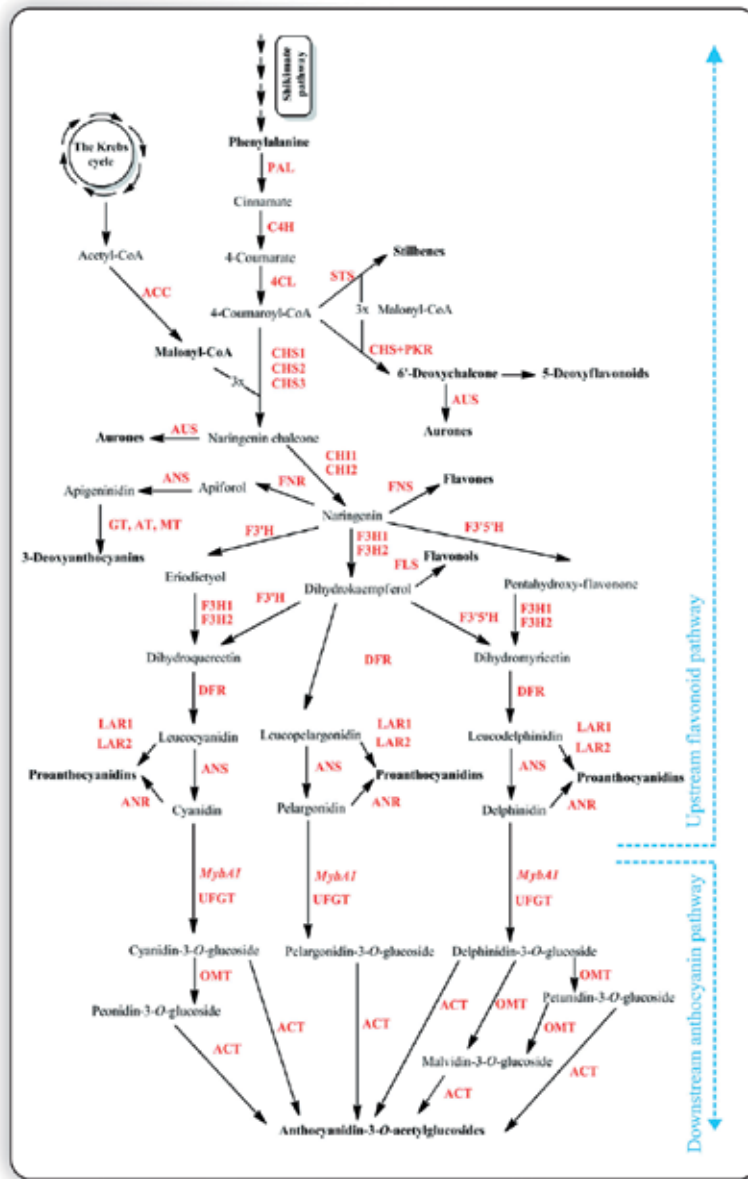 Shikimate
pathway
The Krebs
cycle
Phenylalanine
PAL
Cinnamate
C4H
Acetyl-CoA
4-Coumarate
Stilbenes
4CL
STS
ACC
3x Malonyl-CoA
4-Coumaroyl-CoA
Malonyl-CoA
CHS1
CHS2
CHS3
3x
CHS+PKR
6'-Deoxychalcone
5-Deoxyflavonoids
AUS
Aurones
Aurones
AUS
Naringenin chalcone
CHI1
CHI2
ANS
FNR
FNS
Flavones
Apigeninidin
Apiforol
Naringenin
GT, AT, MT
3-Deoxyanthocyanins
F3'H
F3H1
F3H2
F3'5'H
FLS
Flavonols
Eriodictyol
Dihydrokaempferol
Pentahydroxy-flavonone
F3H1
F3H2
F3'H
F3'5'H
F3H1
F3H2
Dihydroquercetin
DFR
Dihydromyricetin
DFR
DFR
LAR1
LAR2
Leucocyanidin
Leucopelargonidin
LAR1
LAR2
Leucodelphinidin
LAR1
LAR2
Proanthocyanidins
ANS
ANS
Proanthocyanidins
ANS
Proanthocyanidins
ANR
Cyanidin
Pelargonidin
ANR
Delphinidin
ANR
MybA1
UFGT
MybA1
UFGT
MybA1
UFGT
Cyanidin-3-O-glucoside
Pelargonidin-3-O-glucoside
Delphinidin-3-O-glucoside
OMT
OMT
Peonidin-3-O-glucoside
Petunidin-3-O-glucoside
ACT
ACT
ACT
ACT
OMT
OMT
Malvidin-3-O-glucoside
ACT
ACT
Anthocyanidin-3-O-acetylglucosides
Upstream flavonoid pathway
Downstream anthocyanin pathway